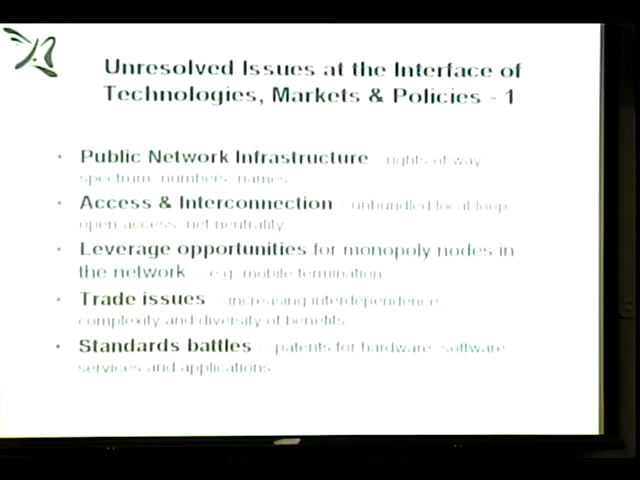 Unresolved Issues at the Interface of
Technologies, Markets & Policies - 1
• Public Network Infrastructure – rights of way
spectrum, numbers, names
• Access & Interconnection – unbundled local loop
open access, net neutrality
• Leverage opportunities for monopoly nodes in
the network – e.g. mobile termination
• Trade issues – increasing interdependence,
complexity and diversity of benefits
• Standards battles – patents for hardware, software
services and applications